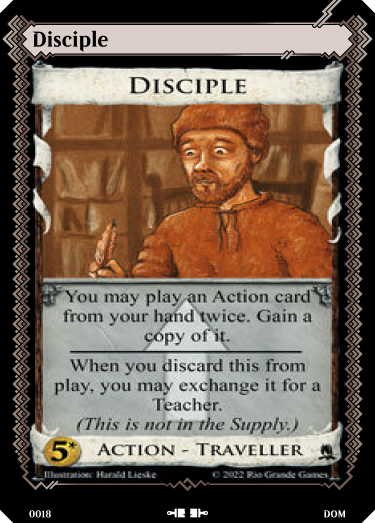 Disciple
DISCIPLE
You may play an Action card
from your hand twice. Gain a
copy of it.
When you discard this from
play, you may exchange it for a
Teacher.
(This is not in the Supply.)
5* ACTION - TRAVELLER
Illustration: Harald Lieske © 2022 Rio Grande Games
0018 DOM